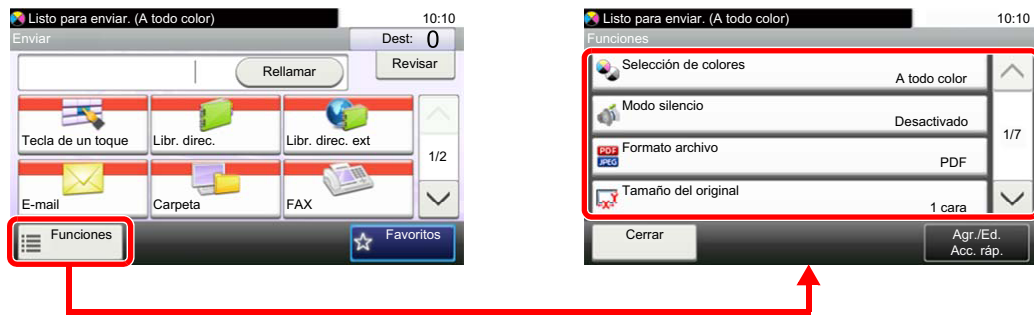 Listo para enviar. (A todo color)
10:10
Enviar
Dest: 0
Rellamar
Revisar
Tecla de un toque
Libr. direc.
Libr. direc. ext
1/2
E-mail
Carpeta
FAX
Funciones
Favoritos
Listo para enviar. (A todo color)
10:10
Funciones
Selección de colores
A todo color
Modo silencio
Desactivado
1/7
PDF
JPEG
Formato archivo
PDF
X
Y
Tamaño del original
1 cara
Cerrar
Agr./Ed.
Acc. ráp.